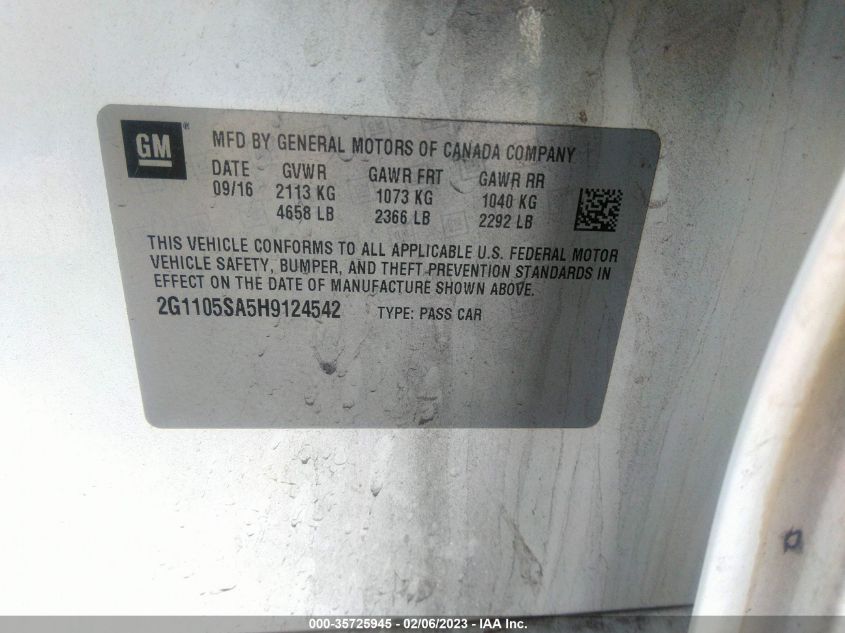 GM ® MFD BY GENERAL MOTORS OF CANADA COMPANY
DATE GVWR GAWR FRT GAWR RR
09/16 2113 KG 1073 KG 1040 KG
4658 LB 2366 LB 2292 LB
THIS VEHICLE CONFORMS TO ALL APPLICABLE U.S. FEDERAL MOTOR
VEHICLE SAFETY, BUMPER, AND THEFT PREVENTION STANDARDS IN
EFFECT ON THE DATE OF MANUFACTURE SHOWN ABOVE.
2G1105SA5H9124542 TYPE: PASS CAR
000-35725945 - 02/06/2023 - IAA Inc.